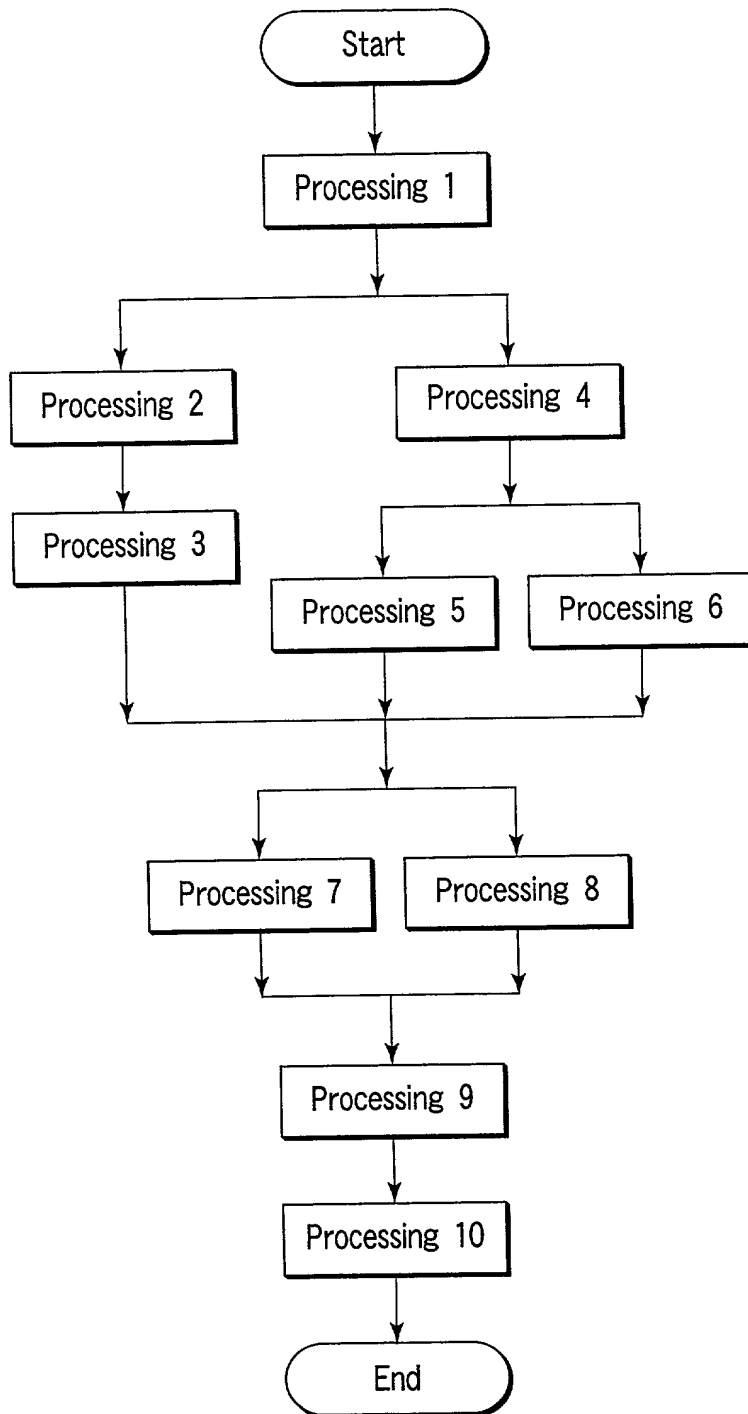 Start
Processing 1
Processing 2
Processing 4
Processing 3
Processing 5
Processing 6
Processing 7
Processing 8
Processing 9
Processing 10
End